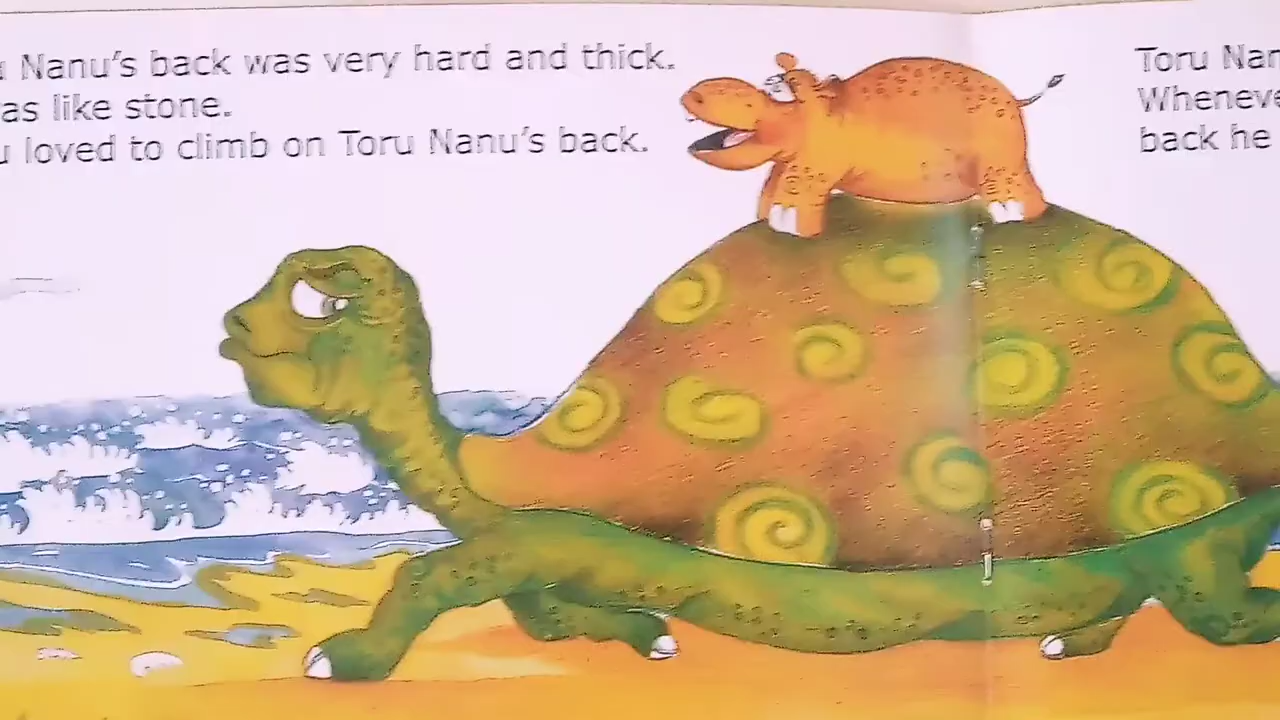 Nanu's back was very hard and thick.
as like stone.
loved to climb on Toru Nanu's back.
Toru Nan
Wheneve
back he